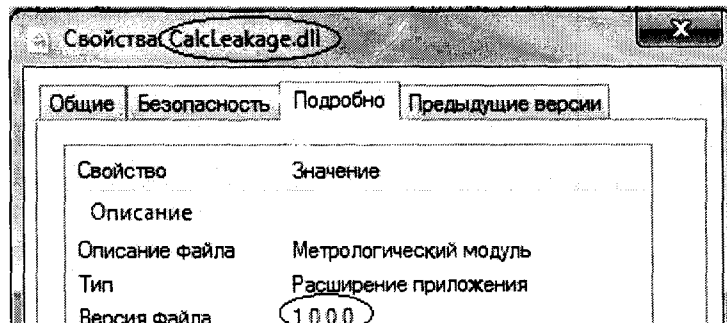 Свойства: CalcLeakage.dll
Общие Безопасность Подробно Предыдущие версии
Свойство Значение
Описание
Описание файла Метрологический модуль
Тип Расширение приложения
Версия файла 1.0.0.0